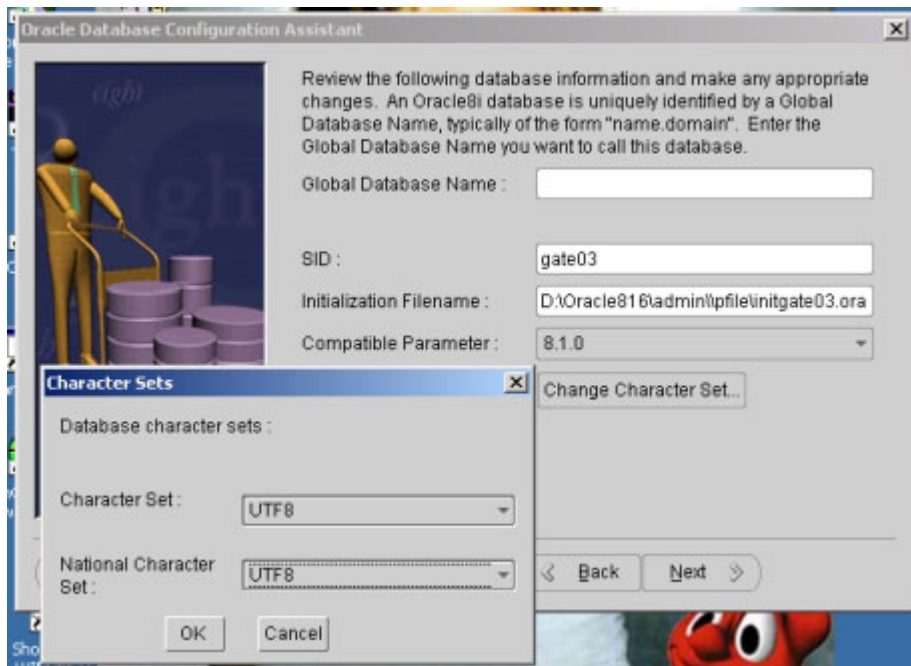 Oracle Database Configuration Assistant
eight
eight
Review the following database information and make any appropriate
changes. An Oracle8i database is uniquely identified by a Global
Database Name, typically of the form "name.domain". Enter the
Global Database Name you want to call this database.
Global Database Name :
SID : gate03
Initialization Filename : D:\Oracle816\admin\\pfile\initgate03.ora
Compatible Parameter : 8.1.0
Change Character Set...
Character Sets
Database character sets :
Character Set : UTF8
National Character
Set : UTF8
OK Cancel
Back Next
Sho